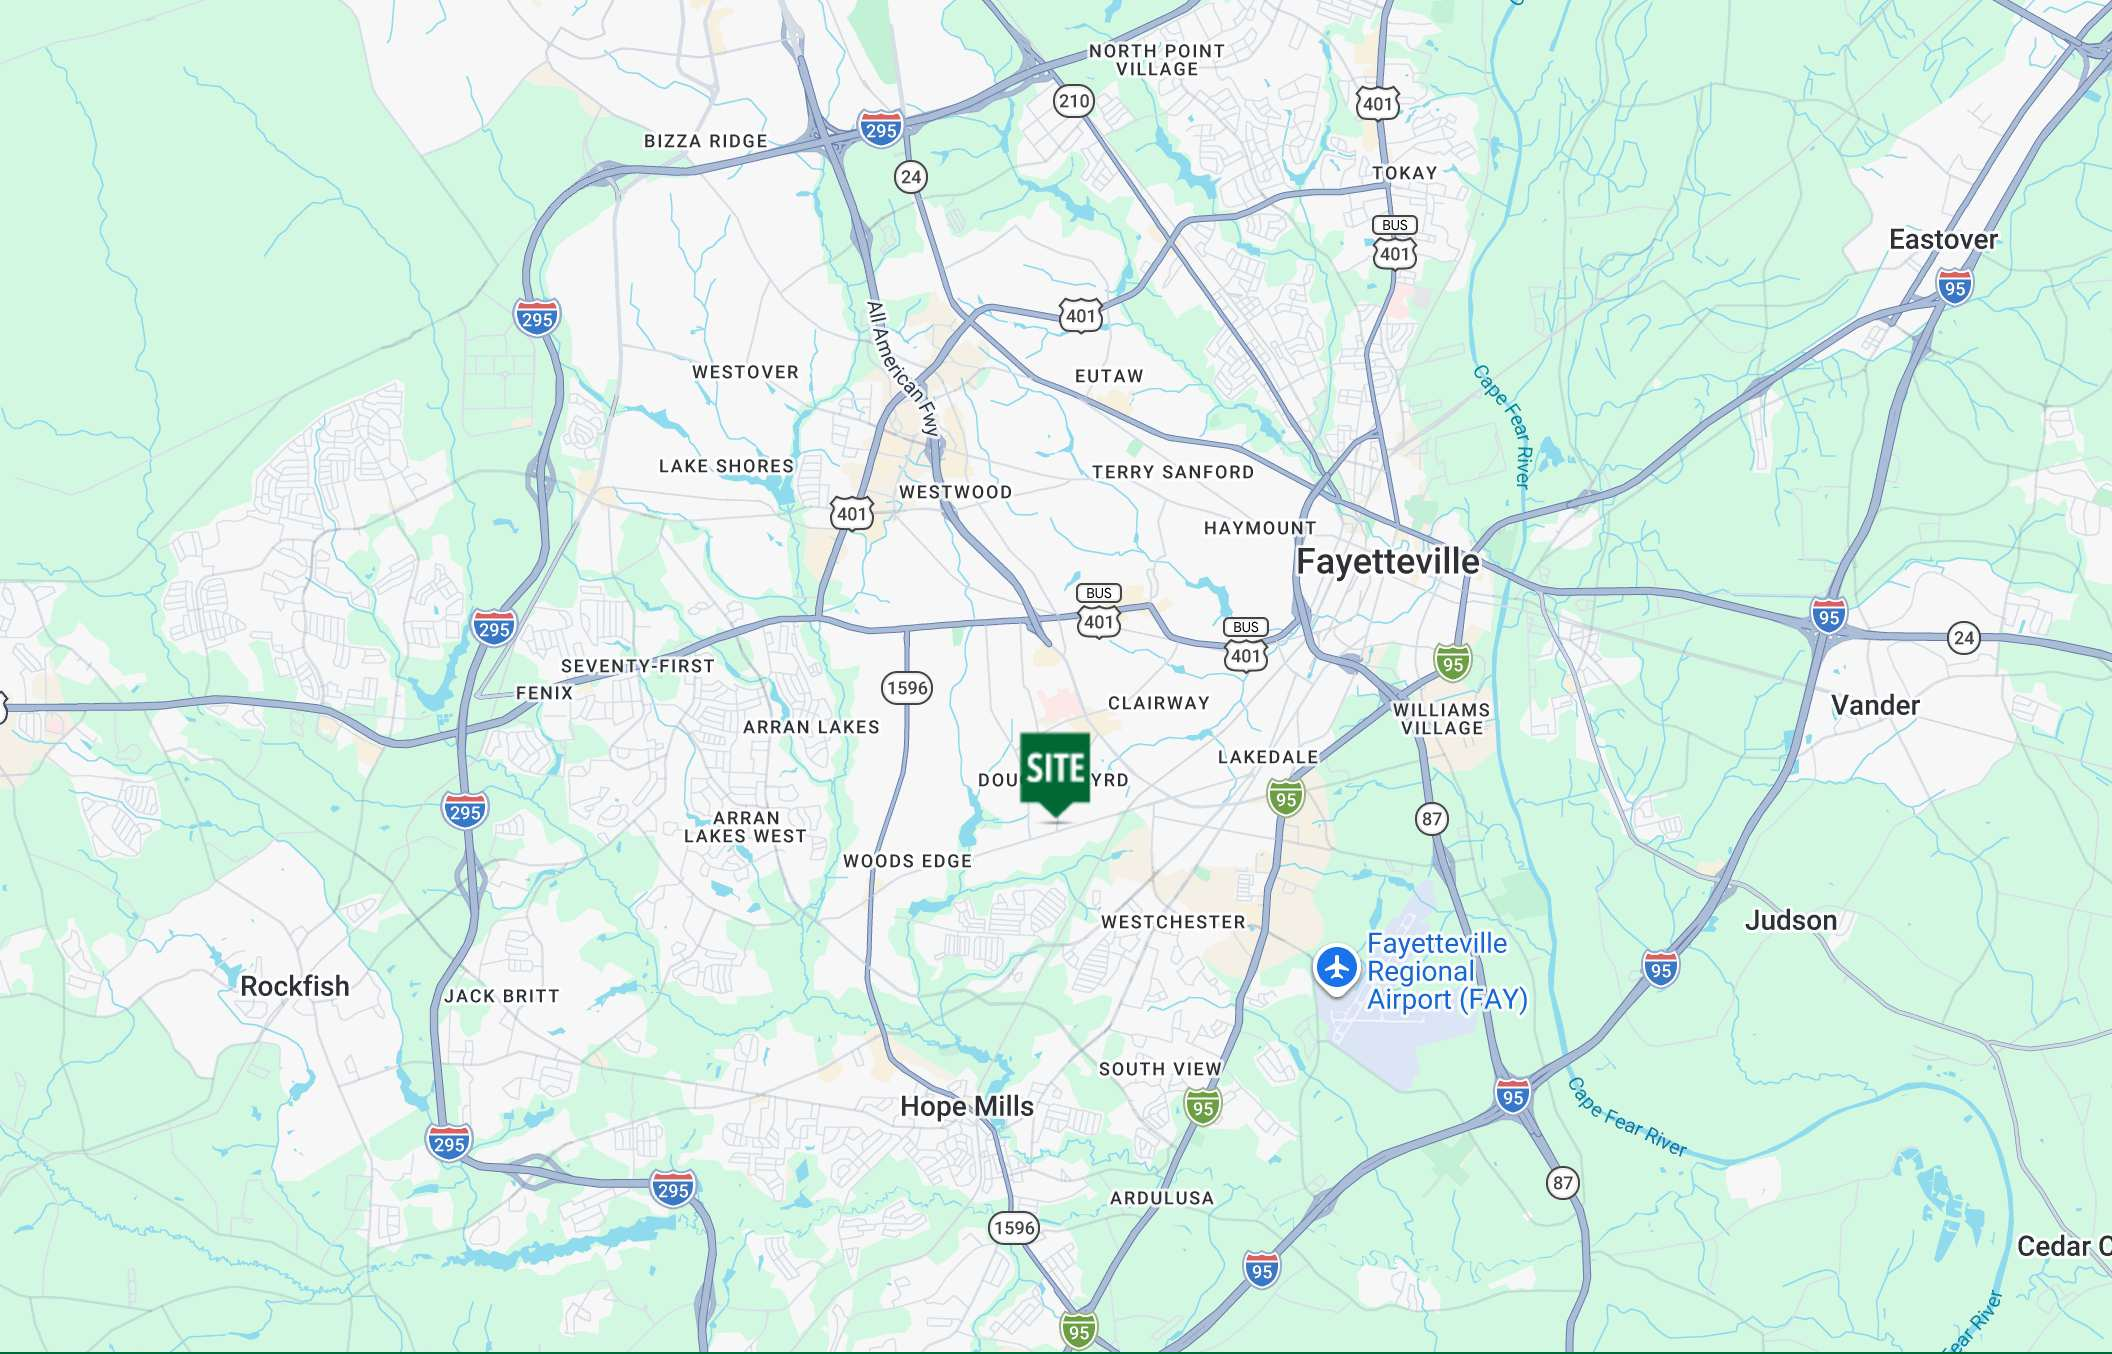 NORTH POINT
VILLAGE
210
401
295
BIZZA RIDGE
24
TOKAY
BUS
401
Eastover
95
295
401
All American Fwy
WESTOVER
EUTAW
Cape Fear River
LAKE SHORES
TERRY SANFORD
WESTWOOD
401
HAYMOUNT
Fayetteville
BUS
401
BUS
401
295
95
24
SEVENTY-FIRST
95
FENIX
1596
CLAIRWAY
Vander
WILLIAMS
VILLAGE
ARRAN LAKES
LAKEDALE
SITE
DOU
YRD
95
295
87
ARRAN
LAKES WEST
WOODS EDGE
WESTCHESTER
Judson
Fayetteville
Regional
Airport (FAY)
95
Rockfish
JACK BRITT
SOUTH VIEW
95
Hope Mills
95
Cape Fear River
295
295
87
ARDULUSA
1596
Cedar C
95
95
Fear River